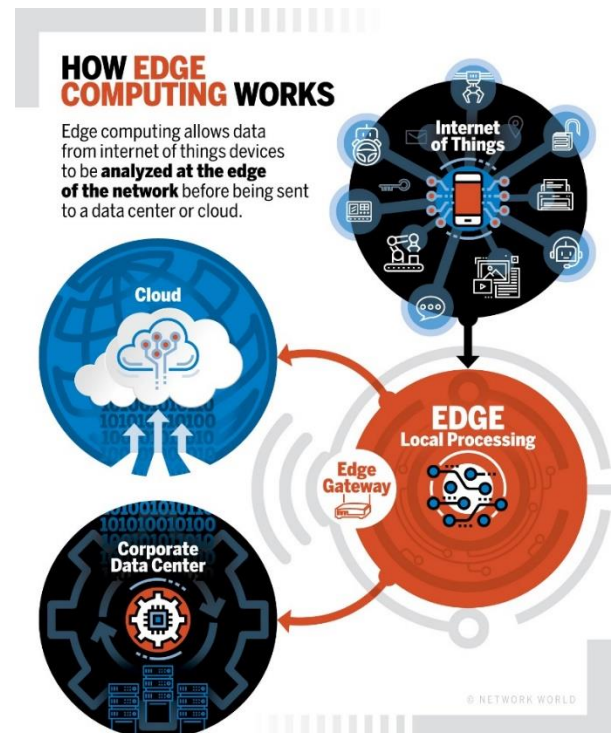 HOW EDGE
COMPUTING WORKS
Edge computing allows data
from internet of things devices
to be analyzed at the edge
of the network before being sent
to a data center or cloud.
Internet
of Things
Cloud
10100101010
EDGE
Local Processing
Edge
Gateway
101010010100
Corporate
Data Center
© NETWORK WORLD